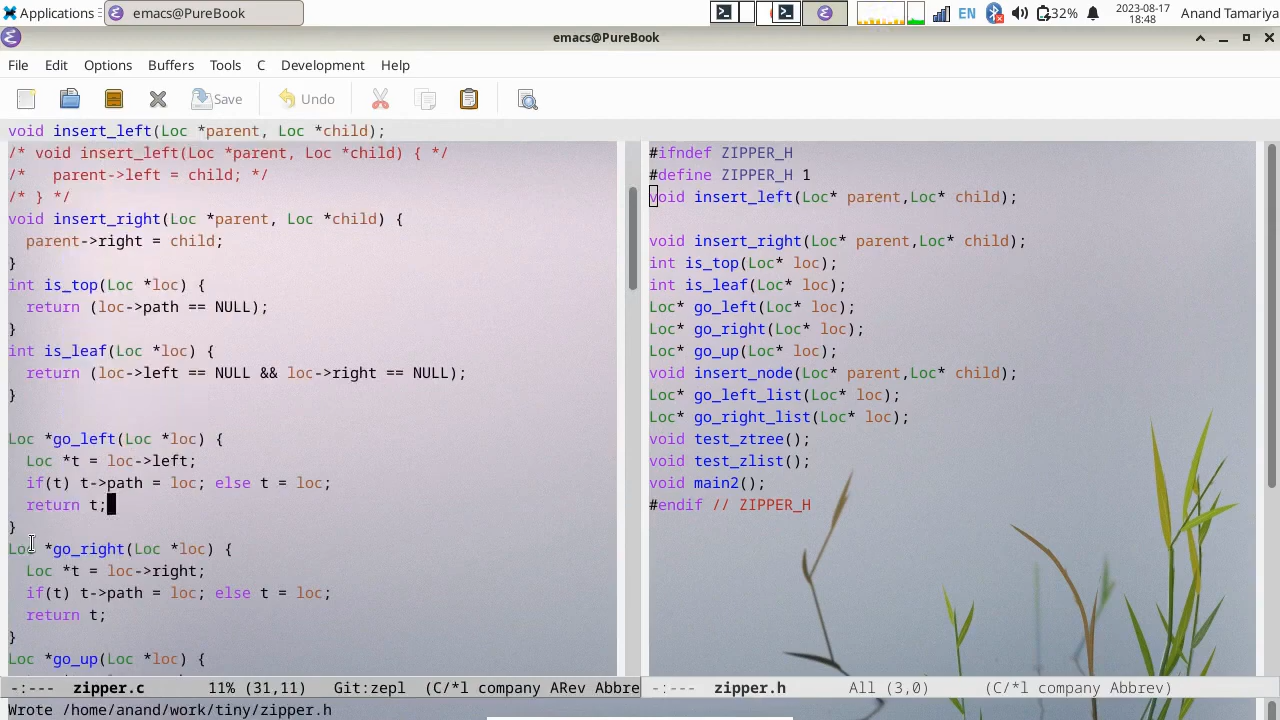 Applications
emacs@PureBook
EN
32%
2023-08-17
18:48
Anand Tamariya
emacs@PureBook
File Edit Options Buffers Tools C Development Help
Save
Undo
void insert_left(Loc *parent, Loc *child);
/* void insert_left(Loc *parent, Loc *child) { */
/*   parent->left = child; */
/* } */
void insert_right(Loc *parent, Loc *child) {
  parent->right = child;
}
int is_top(Loc *loc) {
  return (loc->path == NULL);
}
int is_leaf(Loc *loc) {
  return (loc->left == NULL && loc->right == NULL);
}
Loc *go_left(Loc *loc) {
  Loc *t = loc->left;
  if(t) t->path = loc; else t = loc;
  return t;
}
Loc *go_right(Loc *loc) {
  Loc *t = loc->right;
  if(t) t->path = loc; else t = loc;
  return t;
}
Loc *go_up(Loc *loc) {
-:--- zipper.c 11% (31,11) Git:zepl (C/*l company ARev Abbre
#ifndef ZIPPER_H
#define ZIPPER_H 1
void insert_left(Loc* parent,Loc* child);
void insert_right(Loc* parent,Loc* child);
int is_top(Loc* loc);
int is_leaf(Loc* loc);
Loc* go_left(Loc* loc);
Loc* go_right(Loc* loc);
Loc* go_up(Loc* loc);
void insert_node(Loc* parent,Loc* child);
Loc* go_left_list(Loc* loc);
Loc* go_right_list(Loc* loc);
void test_ztree();
void test_zlist();
void main2();
#endif // ZIPPER_H
-:--- zipper.h All (3,0) (C/*l company Abbrev)
Wrote /home/anand/work/tiny/zipper.h